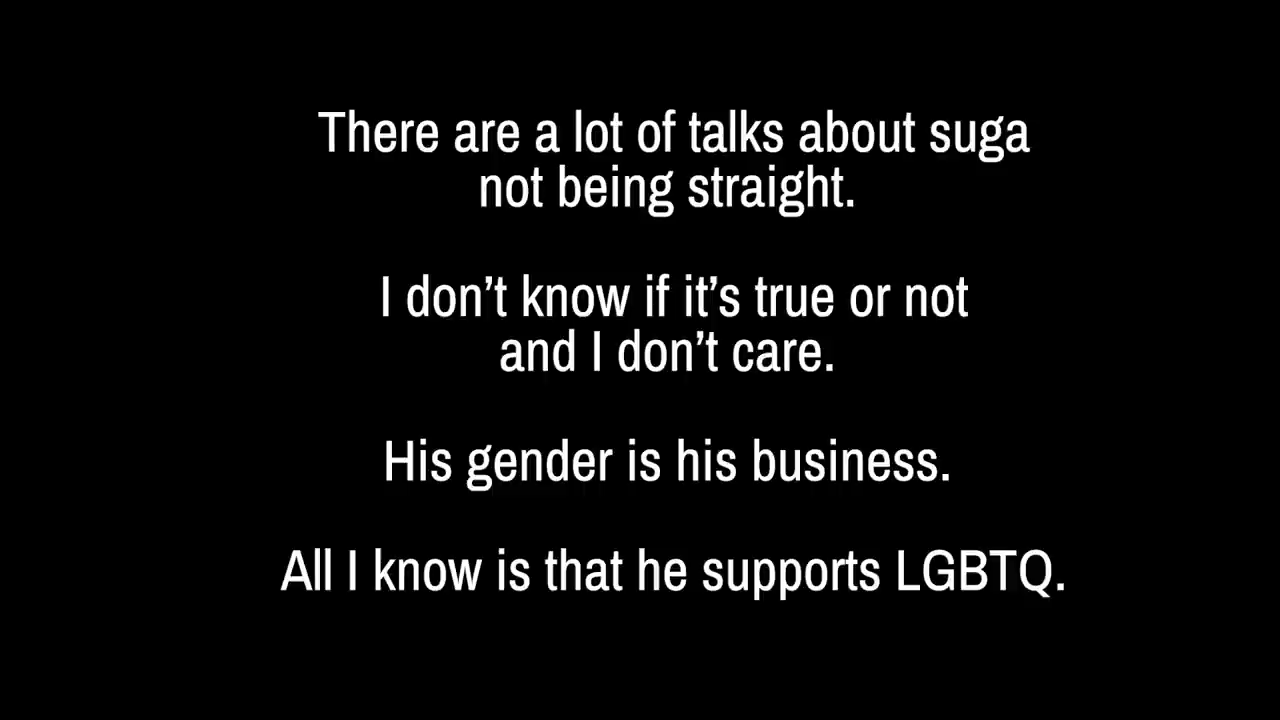 There are a lot of talks about suga
not being straight.
I don’t know if it’s true or not
and I don’t care.
His gender is his business.
All I know is that he supports LGBTQ.